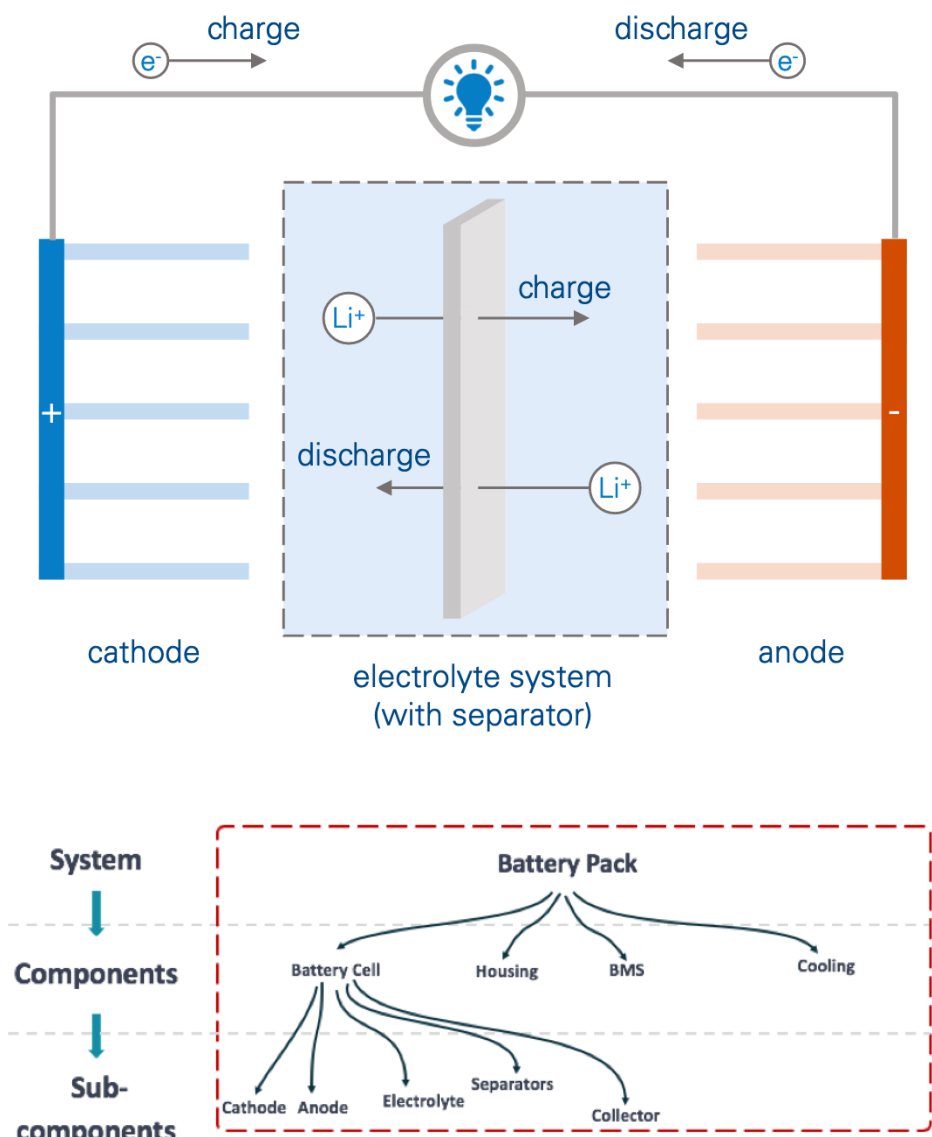 charge
discharge
e-
e-
charge
Li+
+
-
discharge
Li+
cathode
anode
electrolyte system
(with separator)
System
Battery Pack
Components
Battery Cell
Housing
BMS
Cooling
Sub-
components
Cathode
Anode
Electrolyte
Separators
Collector